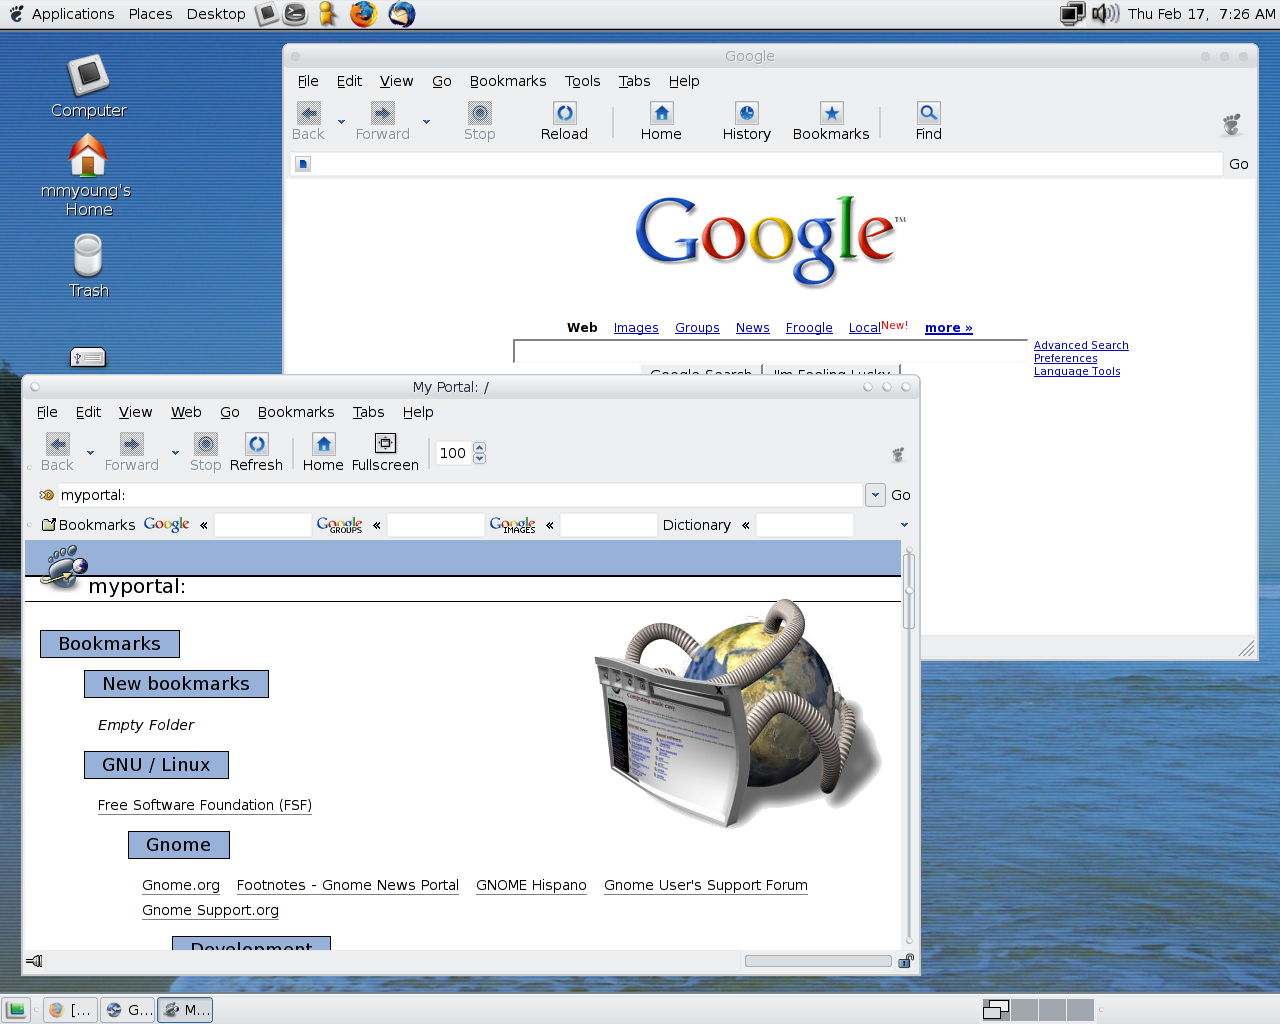 Applications Places Desktop
Thu Feb 17, 7:26 AM
Computer
mmyoung's
Home
Trash
Google
File Edit View Go Bookmarks Tools Tabs Help
Back Forward Stop Reload Home History Bookmarks Find
Go
Google™
Web Images Groups News Froogle Local New! more »
Advanced Search
Preferences
Language Tools
Google Search I'm Feeling Lucky
My Portal: /
File Edit View Web Go Bookmarks Tabs Help
Back Forward Stop Refresh Home Fullscreen 100
myportal: Go
Bookmarks Google « Google GROUPS « Google IMAGES « Dictionary «
myportal:
Bookmarks
New bookmarks
Empty Folder
GNU / Linux
Free Software Foundation (FSF)
Gnome
Gnome.org Footnotes - Gnome News Portal GNOME Hispano Gnome User's Support Forum
Gnome Support.org
Development
[... G... M...